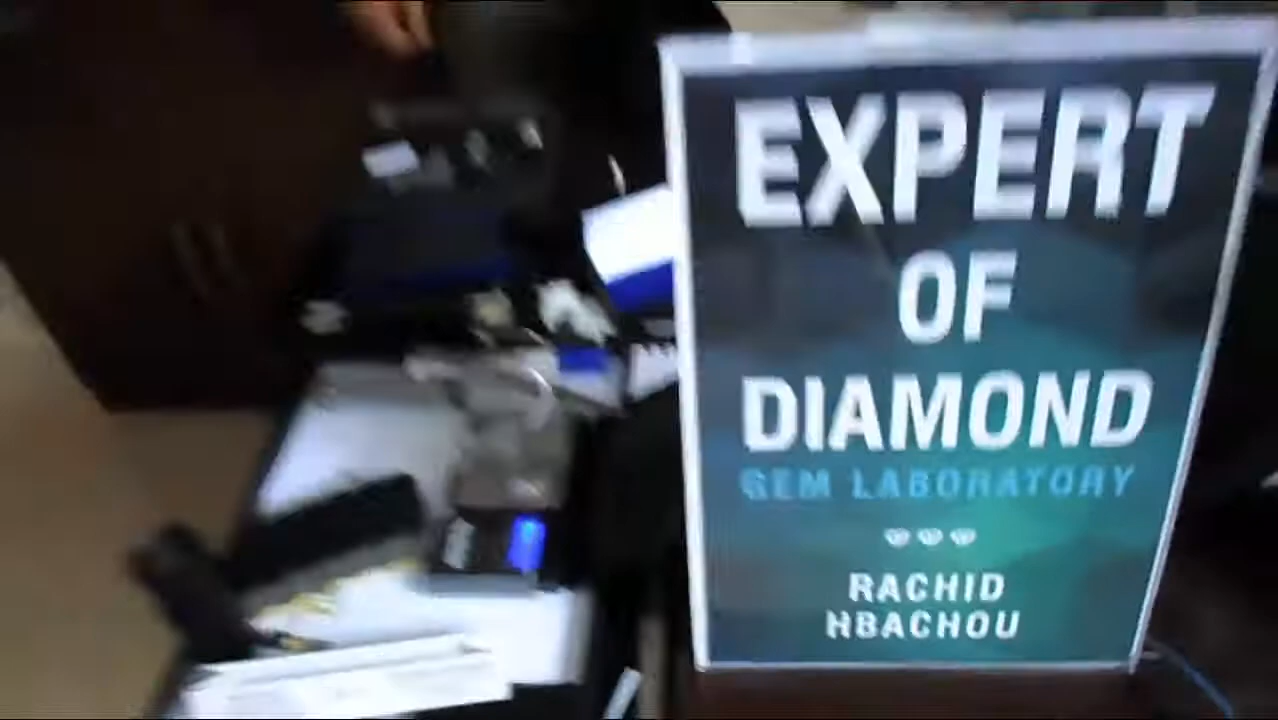 EXPERT
OF
DIAMOND
GEM LABORATORY
RACHID
HBACHOU